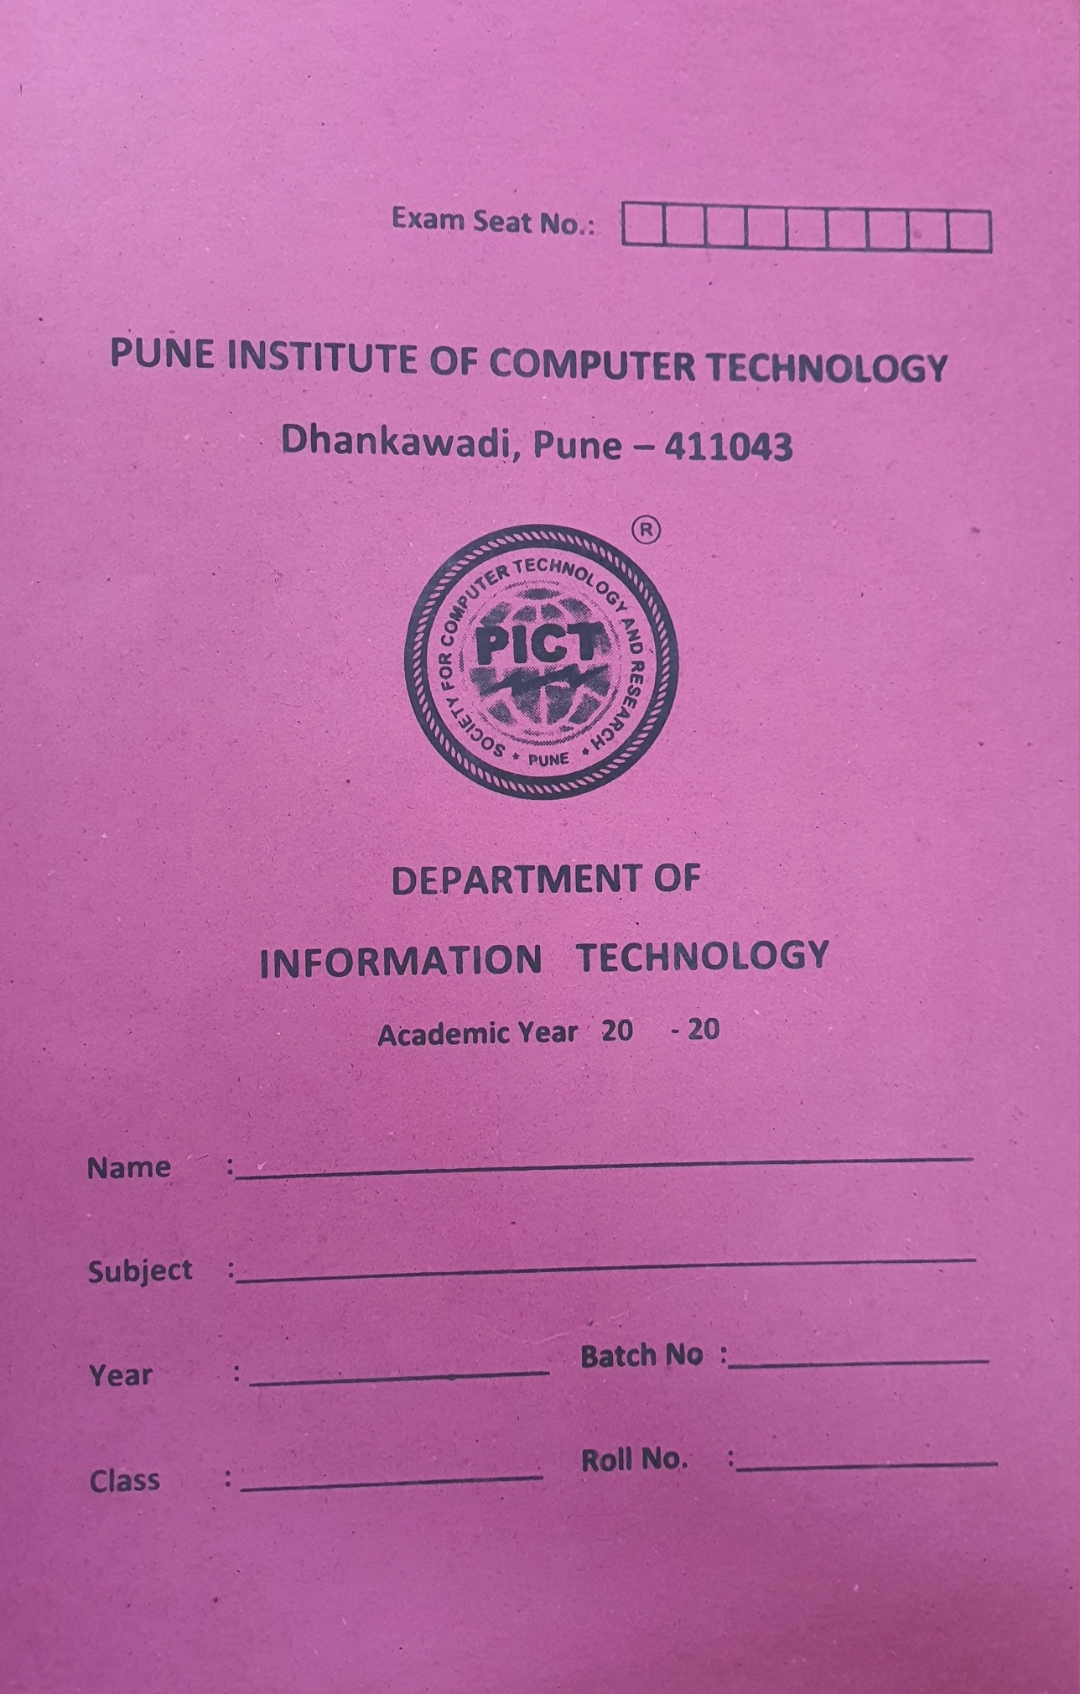 Exam Seat No.:
PUNE INSTITUTE OF COMPUTER TECHNOLOGY
Dhankawadi, Pune – 411043
®
SOCIETY FOR COMPUTER TECHNOLOGY AND RESEARCH
PICT
* PUNE *
DEPARTMENT OF
INFORMATION TECHNOLOGY
Academic Year 20 - 20
Name :
Subject :
Year : Batch No :
Class : Roll No. :